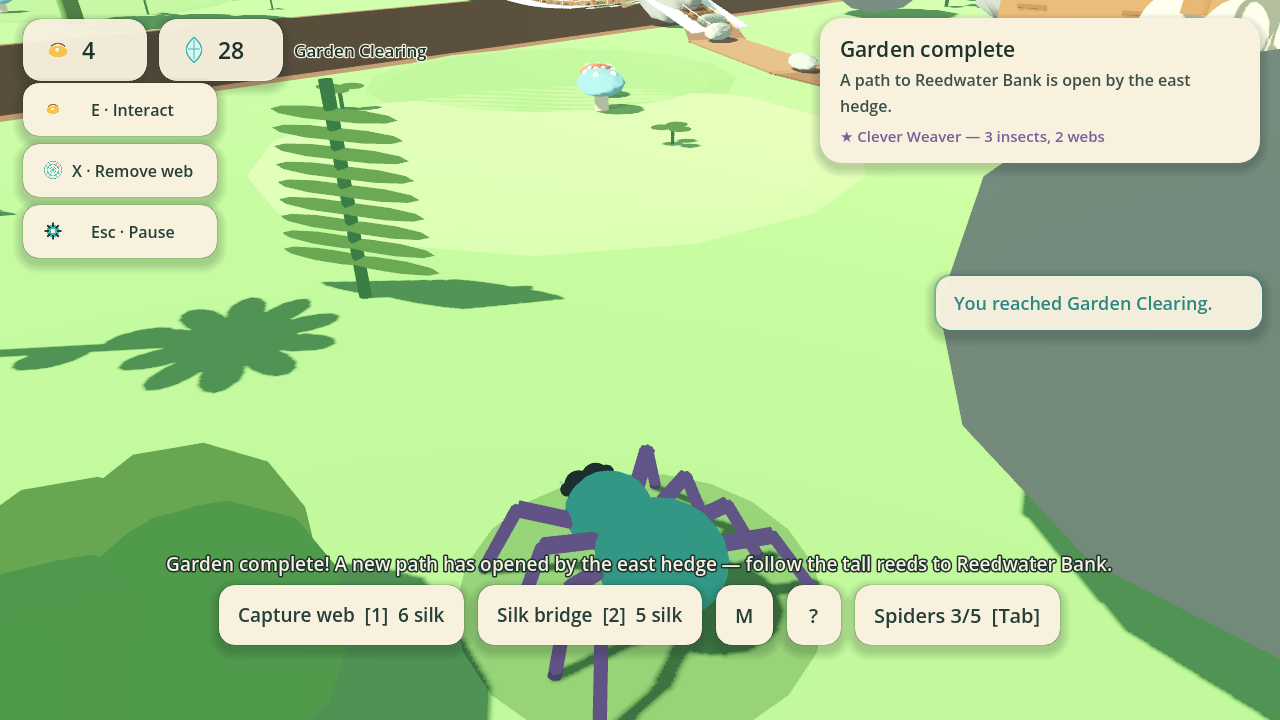 4
28
Garden Clearing
E · Interact
X · Remove web
Esc · Pause
Garden complete
A path to Reedwater Bank is open by the east
hedge.
★ Clever Weaver — 3 insects, 2 webs
You reached Garden Clearing.
Garden complete! A new path has opened by the east hedge — follow the tall reeds to Reedwater Bank.
Capture web [1] 6 silk
Silk bridge [2] 5 silk
M
?
Spiders 3/5 [Tab]